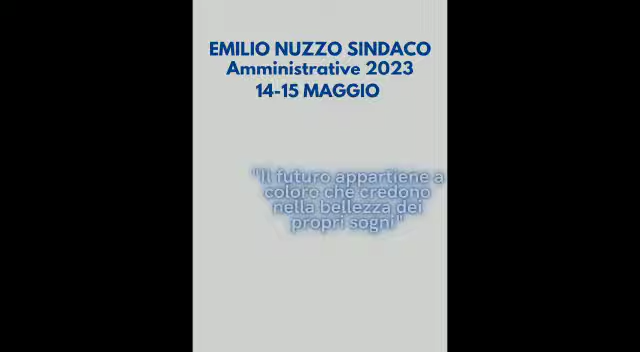 EMILIO NUZZO SINDACO
Amministrative 2023
14-15 MAGGIO
"Il futuro appartiene a
coloro che credono
nella bellezza dei
propri sogni"